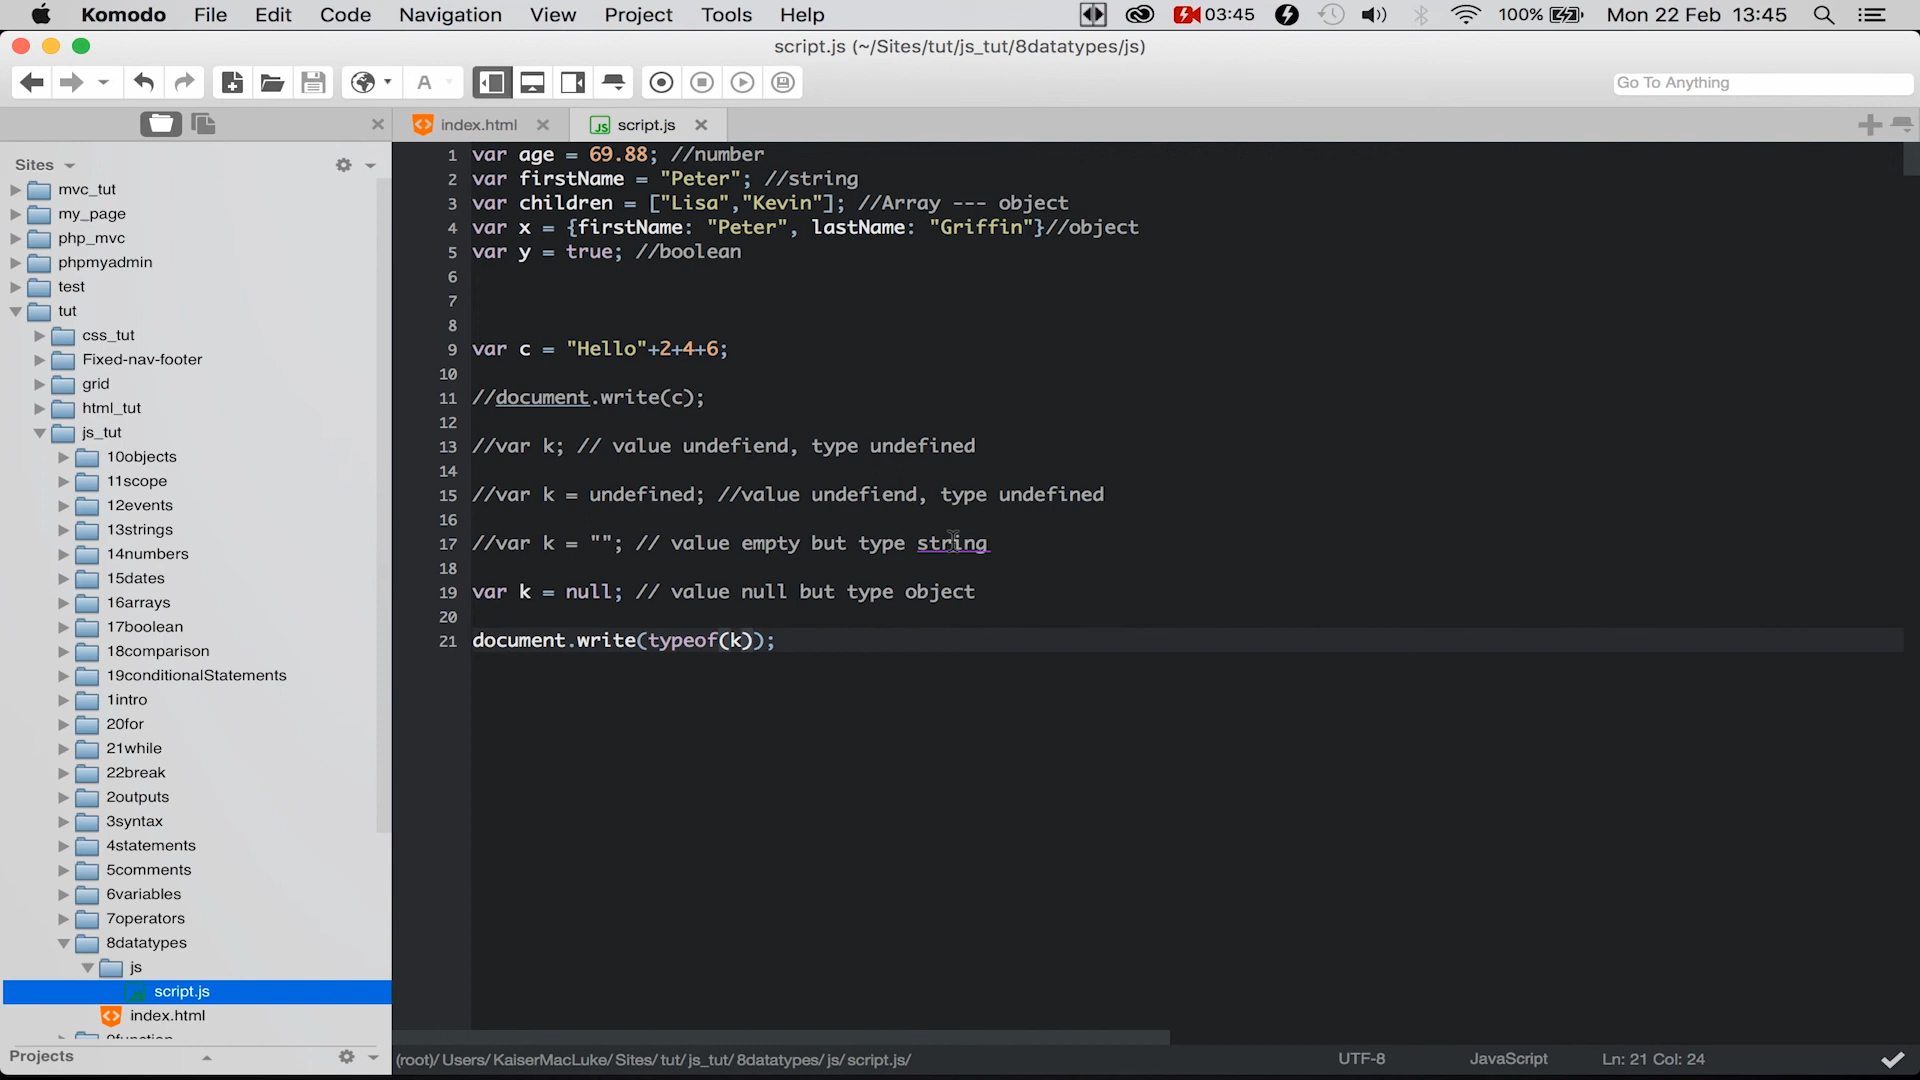 Komodo File Edit Code Navigation View Project Tools Help 03:45 100% Mon 22 Feb 13:45
script.js (~/Sites/tut/js_tut/8datatypes/js)
A Go To Anything
index.html script.js
Sites
mvc_tut
my_page
php_mvc
phpmyadmin
test
tut
css_tut
Fixed-nav-footer
grid
html_tut
js_tut
10objects
11scope
12events
13strings
14numbers
15dates
16arrays
17boolean
18comparison
19conditionalStatements
1intro
20for
21while
22break
2outputs
3syntax
4statements
5comments
6variables
7operators
8datatypes
js
script.js
index.html
Projects
1 var age = 69.88; //number
2 var firstName = "Peter"; //string
3 var children = ["Lisa","Kevin"]; //Array --- object
4 var x = {firstName: "Peter", lastName: "Griffin"}//object
5 var y = true; //boolean
6
7
8
9 var c = "Hello"+2+4+6;
10
11 //document.write(c);
12
13 //var k; // value undefiend, type undefined
14
15 //var k = undefined; //value undefiend, type undefined
16
17 //var k = ""; // value empty but type string
18
19 var k = null; // value null but type object
20
21 document.write(typeof(k));
(root)/ Users/ KaiserMacLuke/ Sites/ tut/ js_tut/ 8datatypes/ js/ script.js/ UTF-8 JavaScript Ln: 21 Col: 24